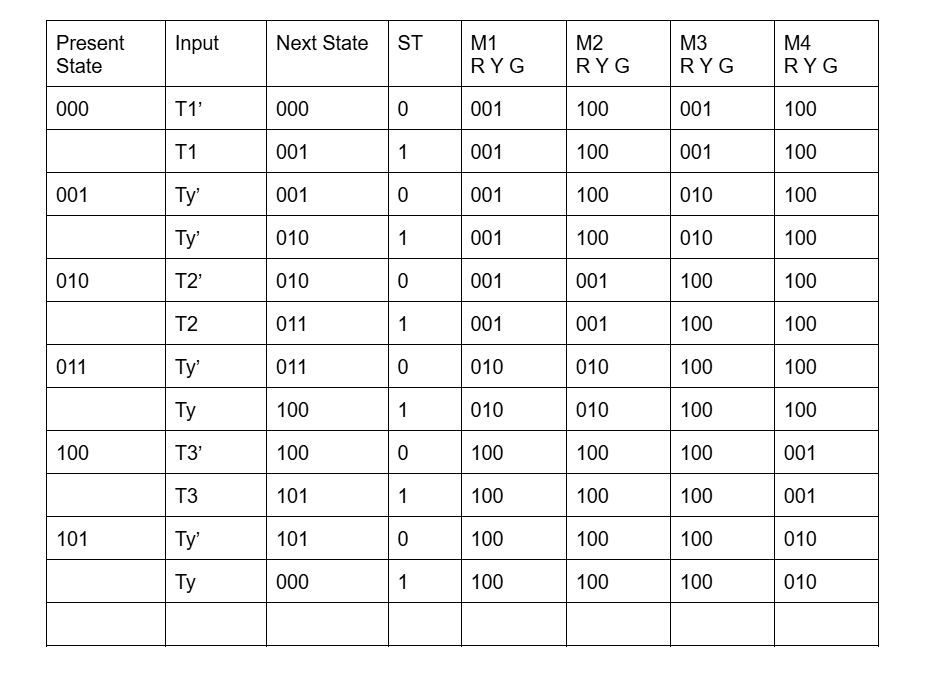 Present State | Input | Next State | ST | M1 R Y G | M2 R Y G | M3 R Y G | M4 R Y G
000 | T1’ | 000 | 0 | 001 | 100 | 001 | 100
| T1 | 001 | 1 | 001 | 100 | 001 | 100
001 | Ty’ | 001 | 0 | 001 | 100 | 010 | 100
| Ty’ | 010 | 1 | 001 | 100 | 010 | 100
010 | T2’ | 010 | 0 | 001 | 001 | 100 | 100
| T2 | 011 | 1 | 001 | 001 | 100 | 100
011 | Ty’ | 011 | 0 | 010 | 010 | 100 | 100
| Ty | 100 | 1 | 010 | 010 | 100 | 100
100 | T3’ | 100 | 0 | 100 | 100 | 100 | 001
| T3 | 101 | 1 | 100 | 100 | 100 | 001
101 | Ty’ | 101 | 0 | 100 | 100 | 100 | 010
| Ty | 000 | 1 | 100 | 100 | 100 | 010